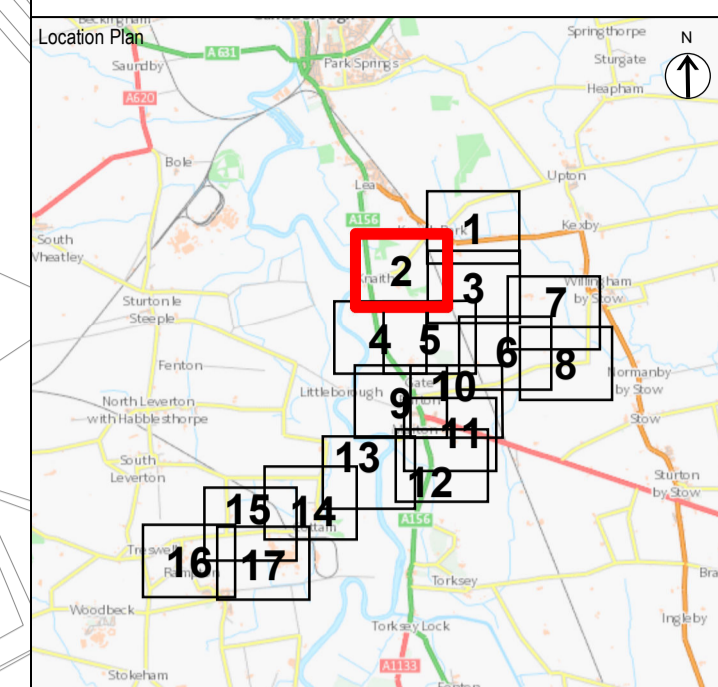 Location Plan
N
Springthorpe
A 631
Saundby
Park Springs
Sturgate
A620
Heapham
Bole
Lea
Upton
A156
1
Kexby
South
Wheatley
2
Knaith
3
Willingham
by Stow
7
Sturton le
Steeple
4
5
6
8
Fenton
Normanby
by Stow
Littleborough
9
10
North Leverton
with Habblesthorpe
Stow
11
South
Leverton
13
12
Sturton
by Stow
15
14
A156
16
17
Torksey
Woodbeck
Ingleby
Torksey Lock
A1133
Stokeham